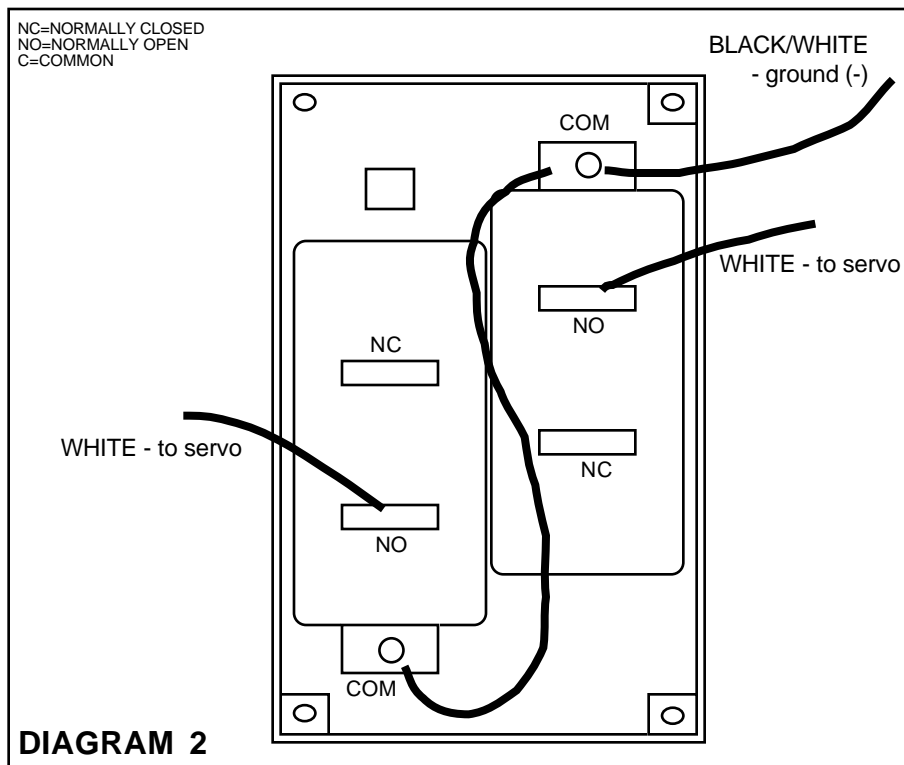 NC=NORMALLY CLOSED
NO=NORMALLY OPEN
C=COMMON
BLACK/WHITE
- ground (-)
COM
WHITE - to servo
NO
NC
NC
WHITE - to servo
NO
COM
DIAGRAM 2